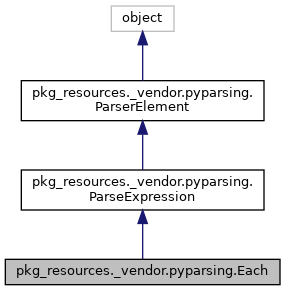 object
pkg_resources._vendor.pyparsing.
ParserElement
pkg_resources._vendor.pyparsing.
ParseExpression
pkg_resources._vendor.pyparsing.Each